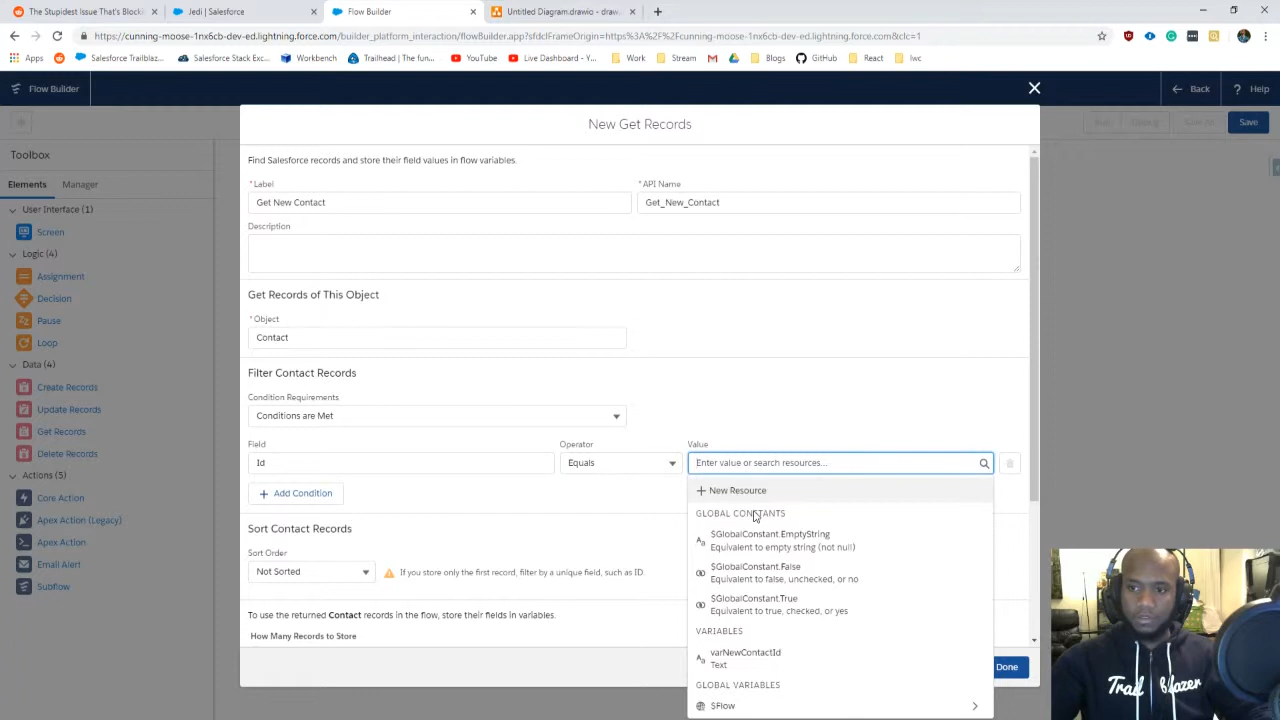 The Stupidest Issue That's Blocki
Jedi | Salesforce
Flow Builder
Untitled Diagram.drawio - draw.
https://cunning-moose-1nx6cb-dev-ed.lightning.force.com/builder_platform_interaction/flowBuilder.app?sfdcIFrameOrigin=https%3A%2F%2Fcunning-moose-1nx6cb-dev-ed.lightning.force.com&clc=1
Apps
Salesforce Trailblaz...
Salesforce Stack Exc...
Workbench
Trailhead | The fun...
YouTube
Live Dashboard - Y...
Work
Stream
Blogs
GitHub
React
lwc
Flow Builder
Back
Help
Save
New Get Records
Toolbox
Elements
Manager
User Interface (1)
Screen
Logic (4)
Assignment
Decision
Pause
Loop
Data (4)
Create Records
Update Records
Get Records
Delete Records
Actions (5)
Core Action
Apex Action (Legacy)
Apex Action
Email Alert
Subflow
Find Salesforce records and store their field values in flow variables.
* Label
* API Name
Get New Contact
Get_New_Contact
Description
Get Records of This Object
* Object
Contact
Filter Contact Records
Condition Requirements
Conditions are Met
Field
Operator
Value
Id
Equals
Enter value or search resources...
+ Add Condition
Sort Contact Records
Sort Order
Not Sorted
If you store only the first record, filter by a unique field, such as ID.
To use the returned Contact records in the flow, store their fields in variables.
How Many Records to Store
+ New Resource
GLOBAL CONSTANTS
$GlobalConstant.EmptyString
Equivalent to empty string (not null)
$GlobalConstant.False
Equivalent to false, unchecked, or no
$GlobalConstant.True
Equivalent to true, checked, or yes
VARIABLES
varNewContactId
Text
GLOBAL VARIABLES
$Flow
Done